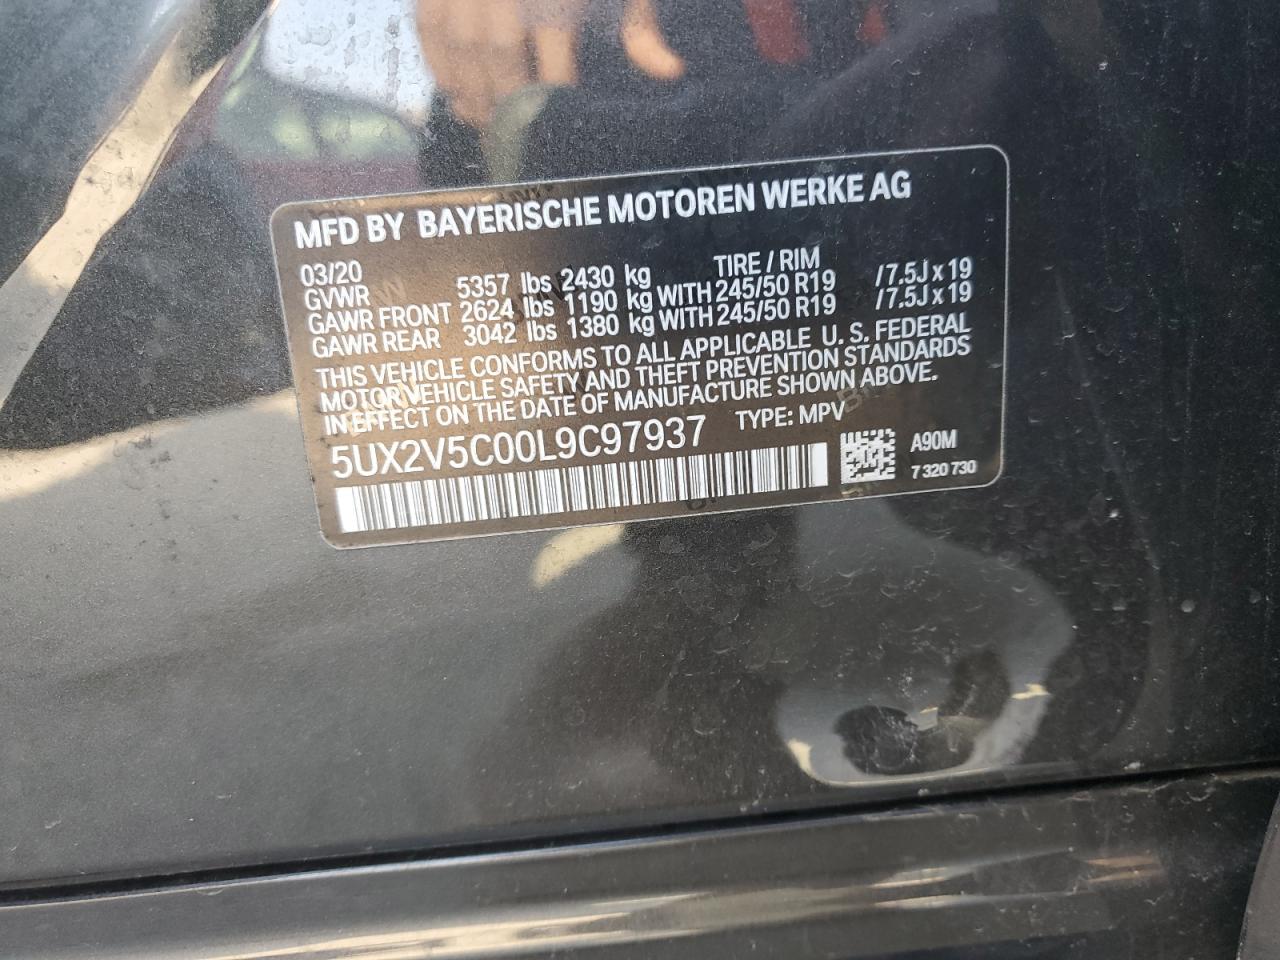 MFD BY BAYERISCHE MOTOREN WERKE AG
03/20 TIRE / RIM
GVWR 5357 lbs 2430 kg
GAWR FRONT 2624 lbs 1190 kg WITH 245/50 R19 /7.5J x 19
GAWR REAR 3042 lbs 1380 kg WITH 245/50 R19 /7.5J x 19
THIS VEHICLE CONFORMS TO ALL APPLICABLE U. S. FEDERAL
MOTOR VEHICLE SAFETY AND THEFT PREVENTION STANDARDS
IN EFFECT ON THE DATE OF MANUFACTURE SHOWN ABOVE.
5UX2V5C00L9C97937 TYPE: MPV
A90M
7 320 730